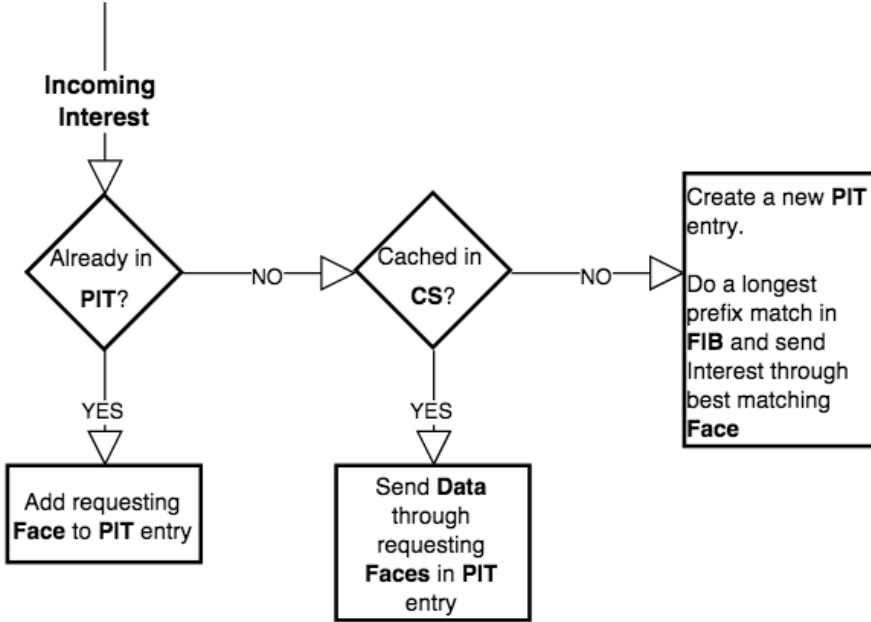 Incoming
Interest
Already in
PIT?
NO
Cached in
CS?
NO
Create a new PIT
entry.
Do a longest
prefix match in
FIB and send
Interest through
best matching
Face
YES
YES
Add requesting
Face to PIT entry
Send Data
through
requesting
Faces in PIT
entry